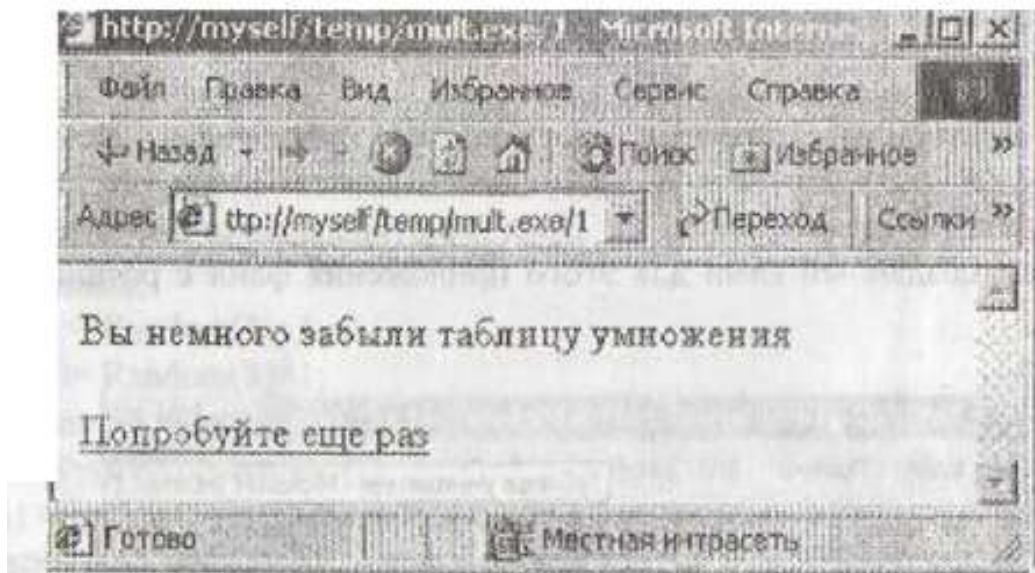 http://myself/temp/mult.exe/1 - Microsoft Interne
Файл Правка Вид Избранное Сервис Справка
Назад Поиск Избранное »
Адрес ttp://myself/temp/mult.exe/1 Переход Ссылки »
Вы немного забыли таблицу умножения
Попробуйте еще раз
Готово Местная интрасеть